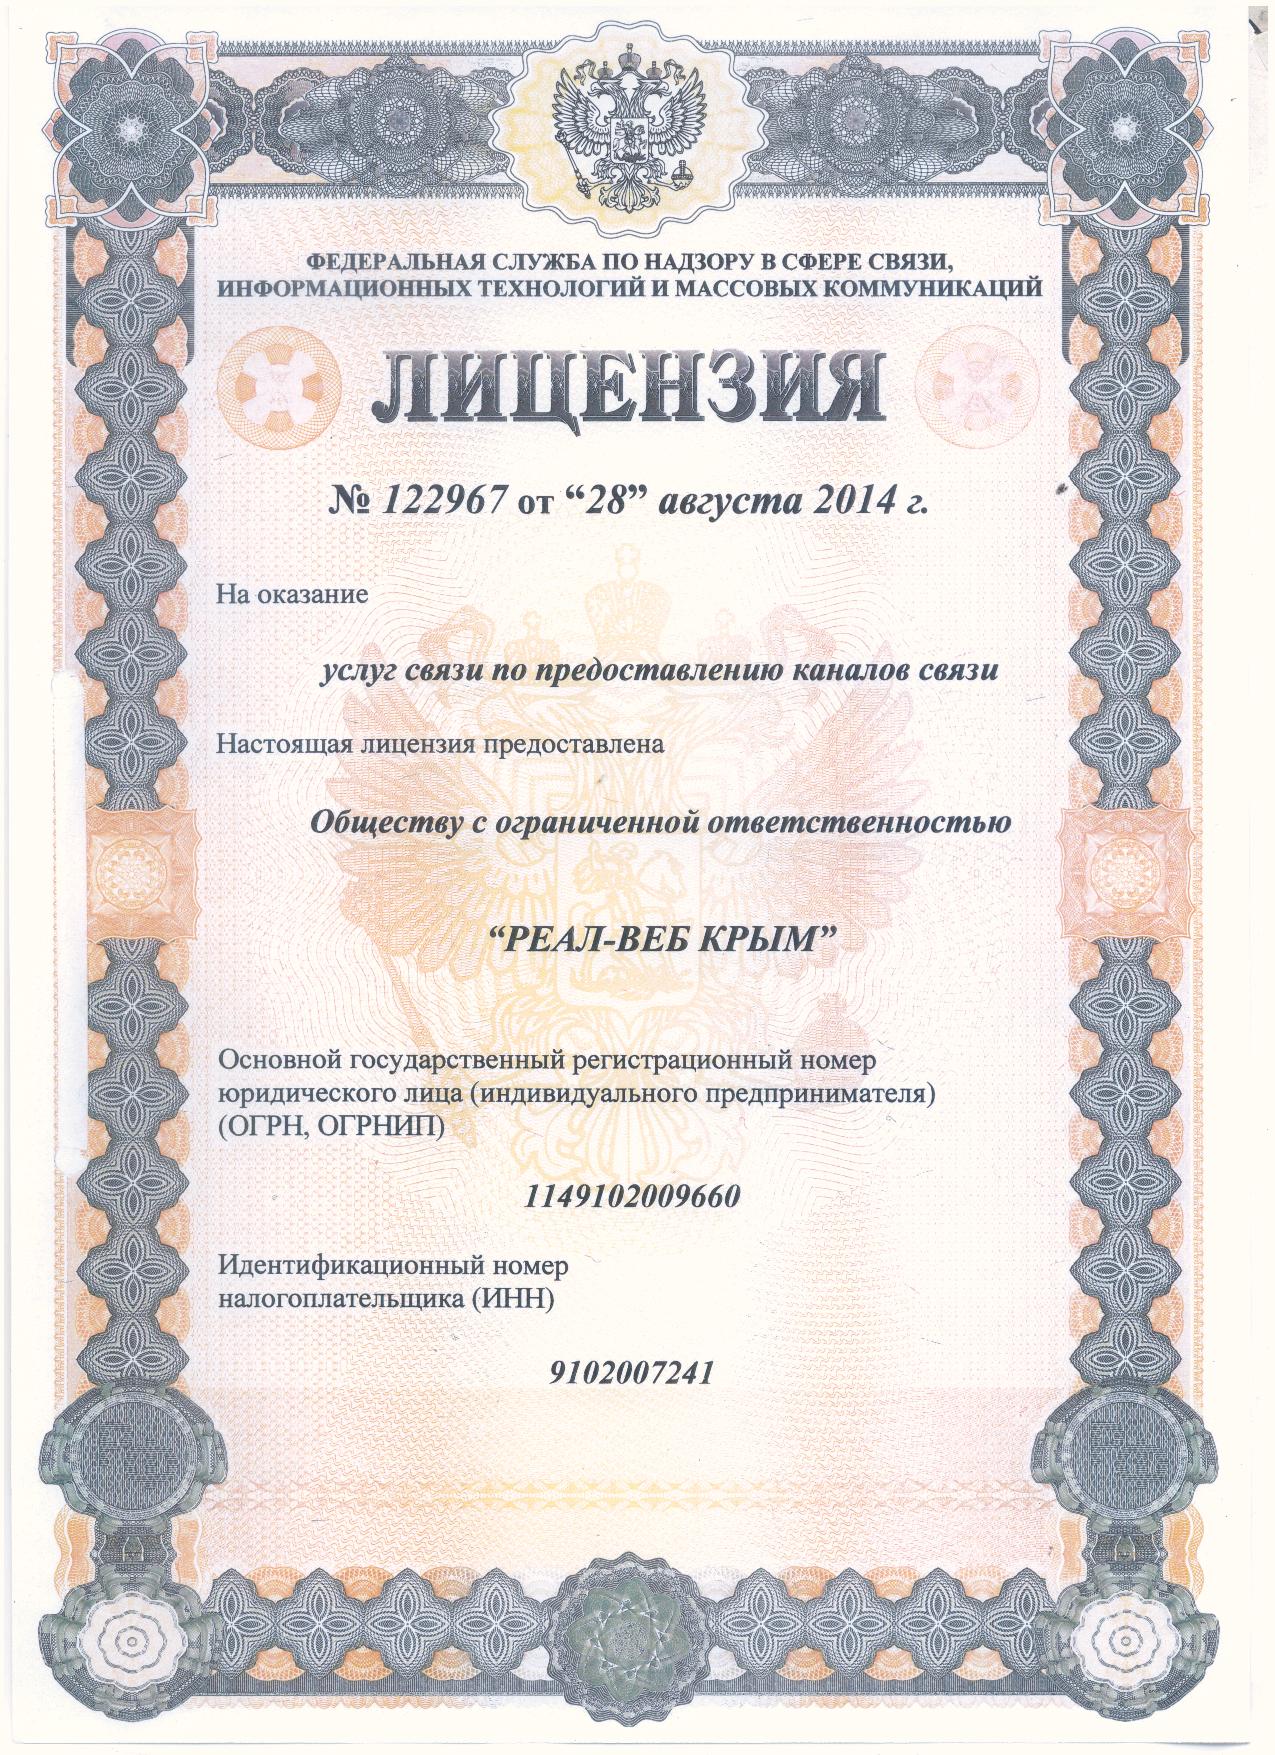 ФЕДЕРАЛЬНАЯ СЛУЖБА ПО НАДЗОРУ В СФЕРЕ СВЯЗИ,
ИНФОРМАЦИОННЫХ ТЕХНОЛОГИЙ И МАССОВЫХ КОММУНИКАЦИЙ
ЛИЦЕНЗИЯ
№ 122967 от “28” августа 2014 г.
На оказание
услуг связи по предоставлению каналов связи
Настоящая лицензия предоставлена
Обществу с ограниченной ответственностью
“РЕАЛ-ВЕБ КРЫМ”
Основной государственный регистрационный номер
юридического лица (индивидуального предпринимателя)
(ОГРН, ОГРНИП)
1149102009660
Идентификационный номер
налогоплательщика (ИНН)
9102007241